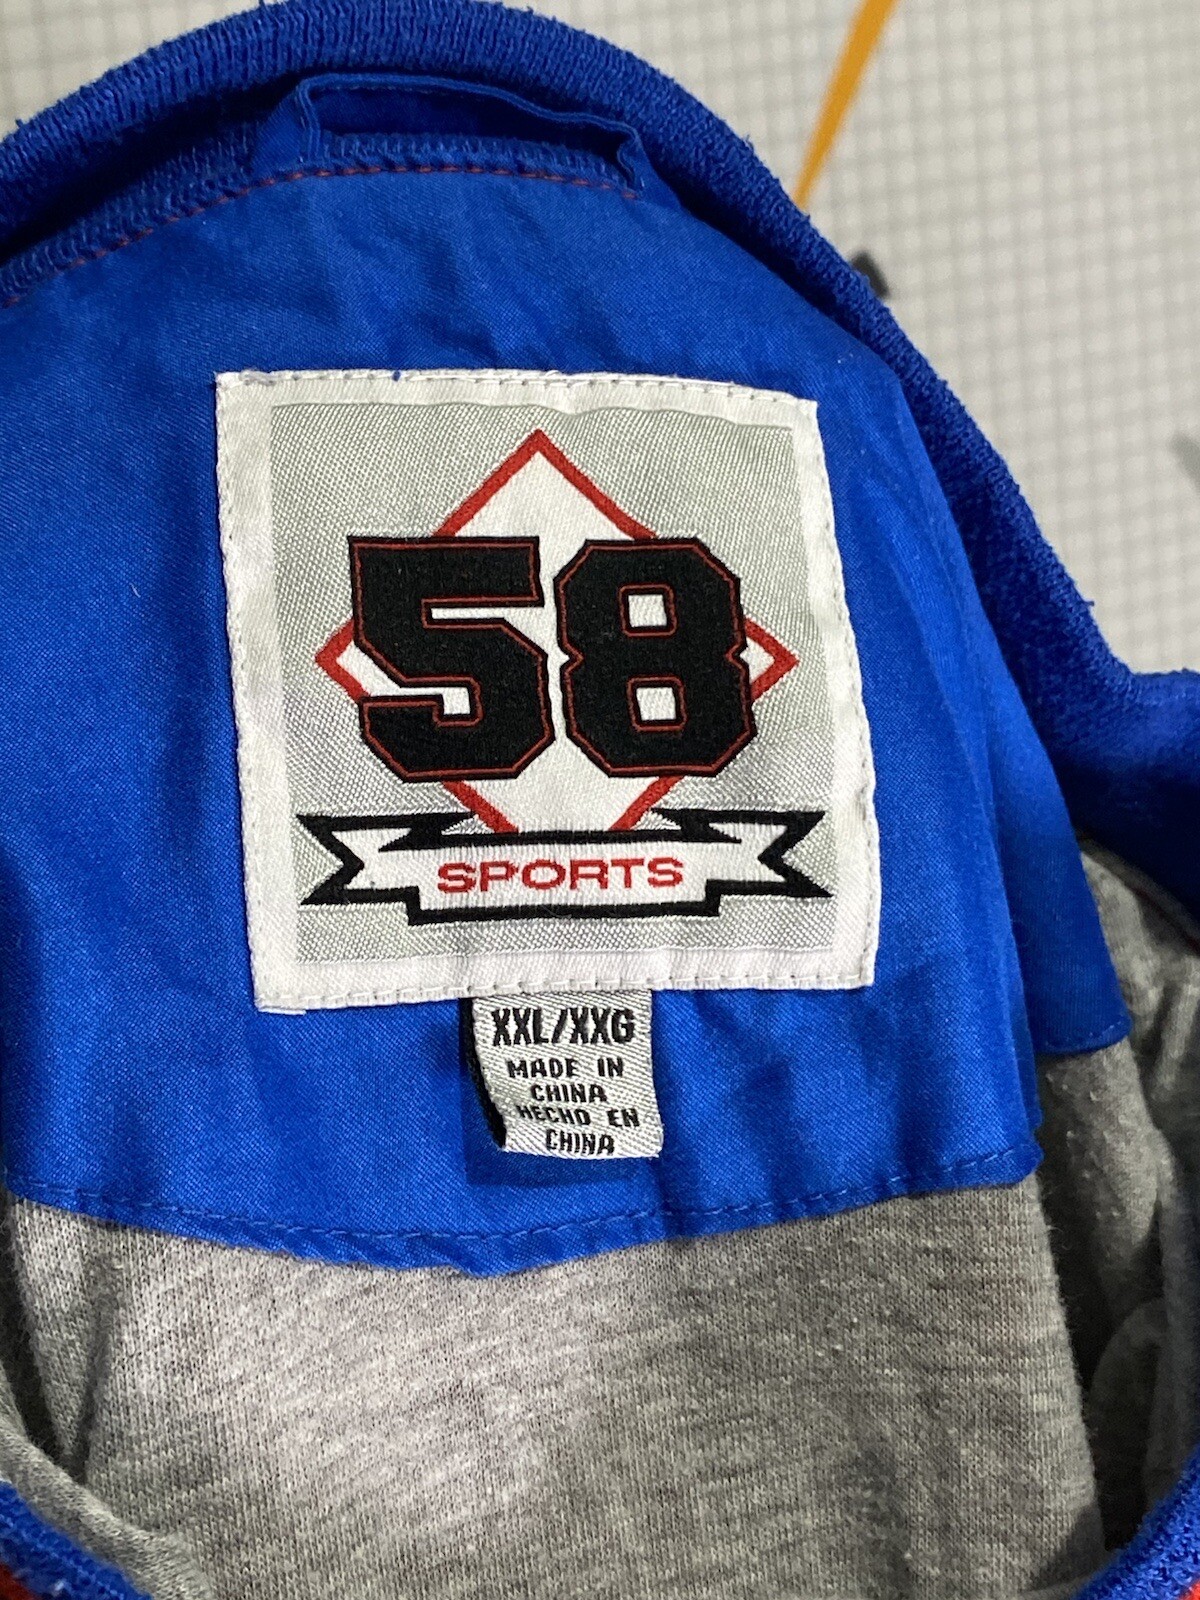 58
SPORTS
XXL/XXG
MADE IN
CHINA
HECHO EN
CHINA